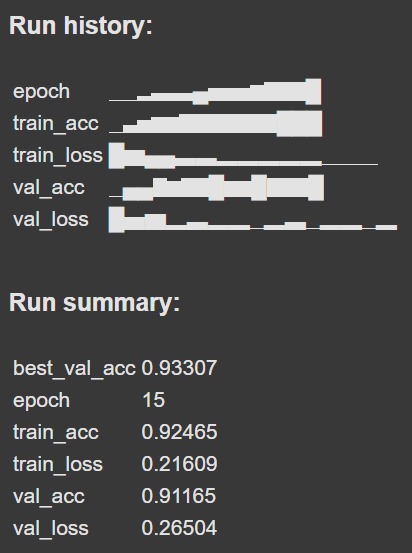 Run history:
epoch
train_acc
train_loss
val_acc
val_loss
Run summary:
best_val_acc 0.93307
epoch 15
train_acc 0.92465
train_loss 0.21609
val_acc 0.91165
val_loss 0.26504